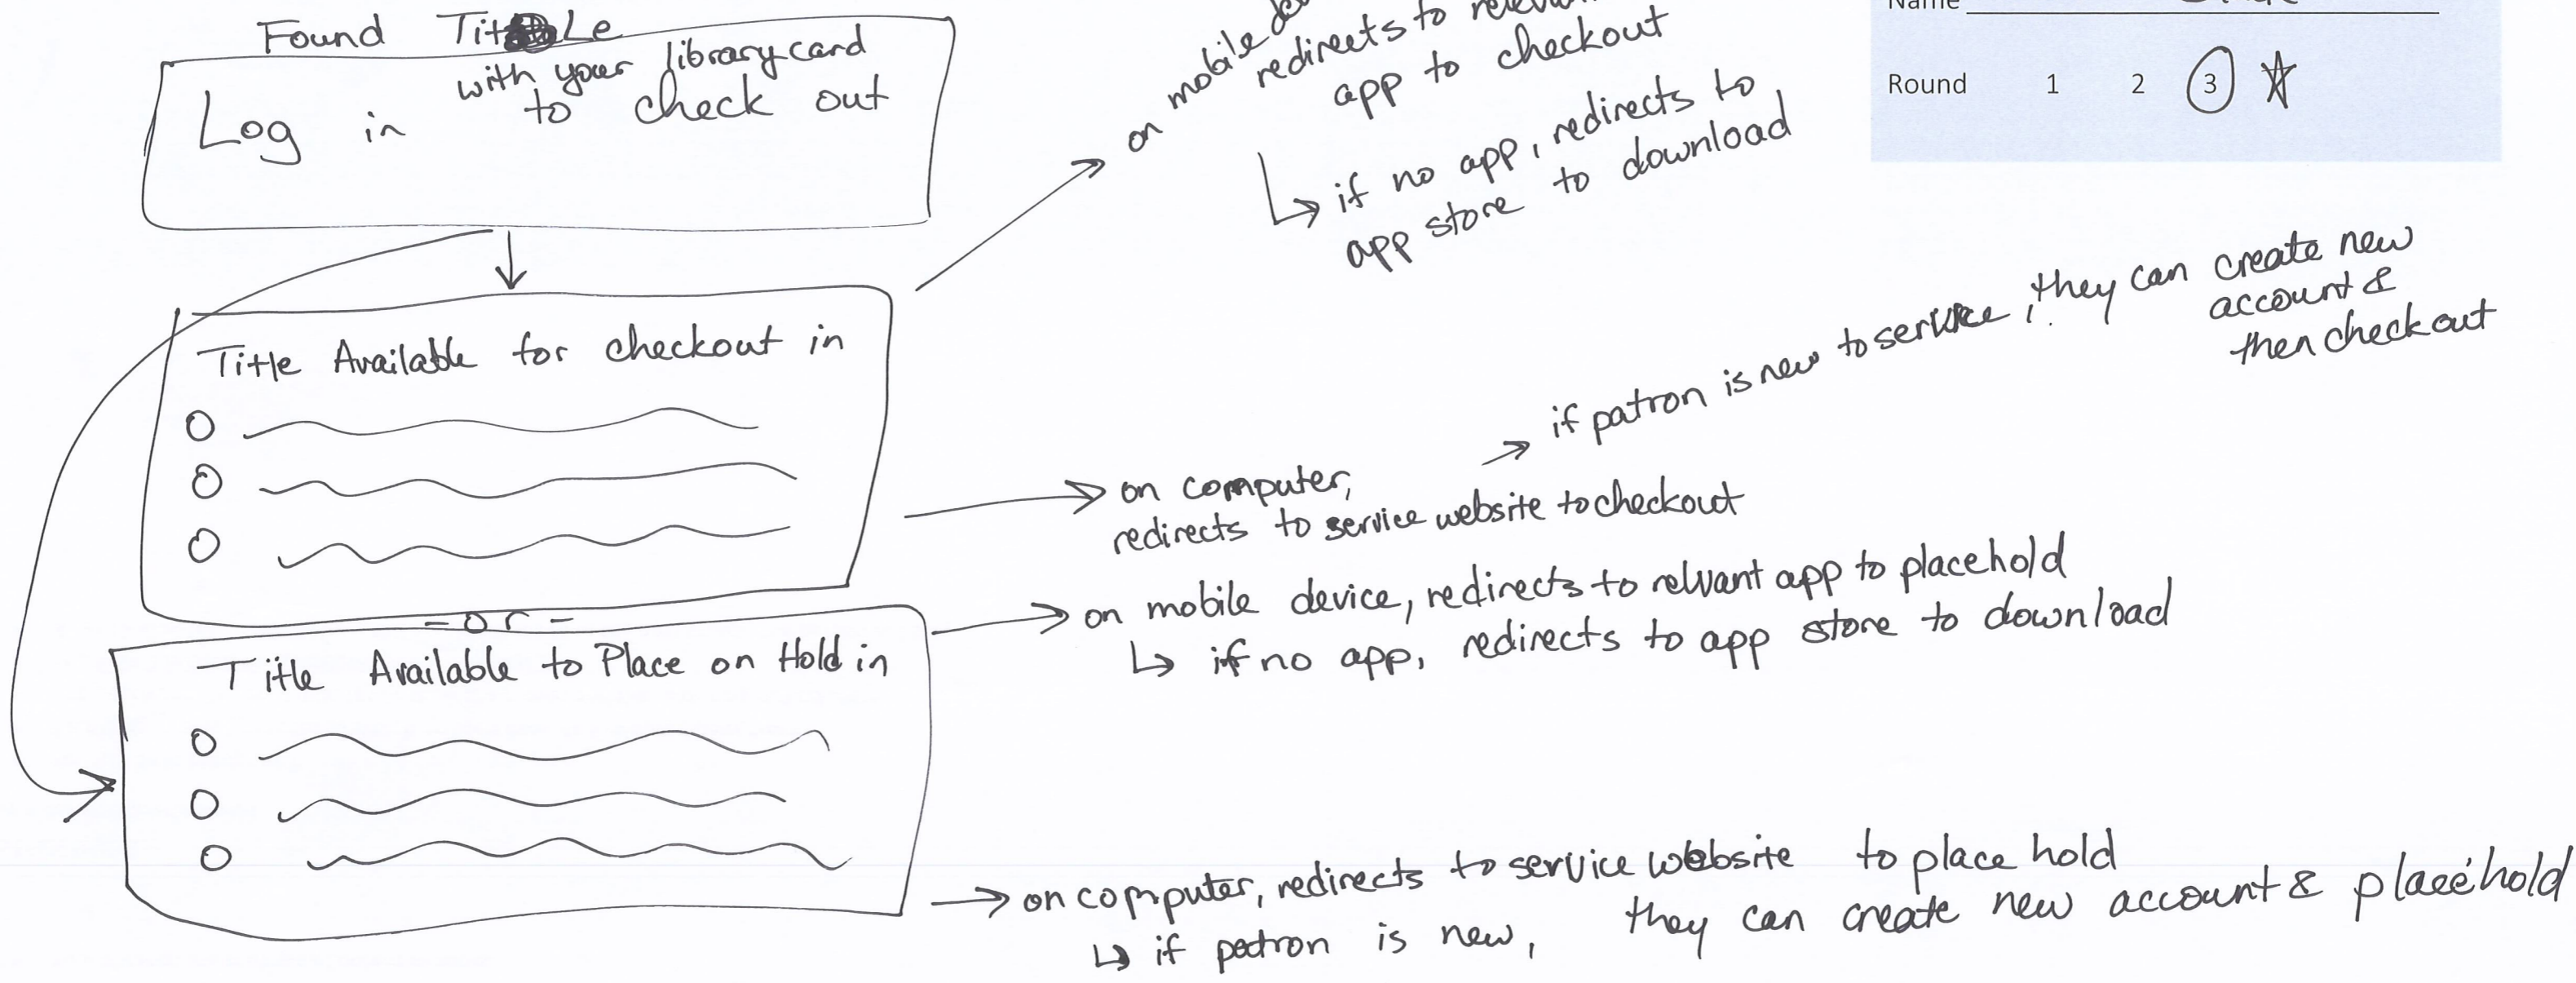 Found Title
with your library card
Log in to check out
on mobile
redirects to
app to checkout
if no app, redirects to
app store to download
Name
Round 1 2 3
Title Available for checkout in
on computer,
redirects to service website to checkout
if patron is new to service, they can create new
account &
then checkout
- or -
Title Available to Place on Hold in
on mobile device, redirects to relvant app to placehold
if no app, redirects to app store to download
on computer, redirects to service website to place hold
if patron is new, they can create new account & place hold